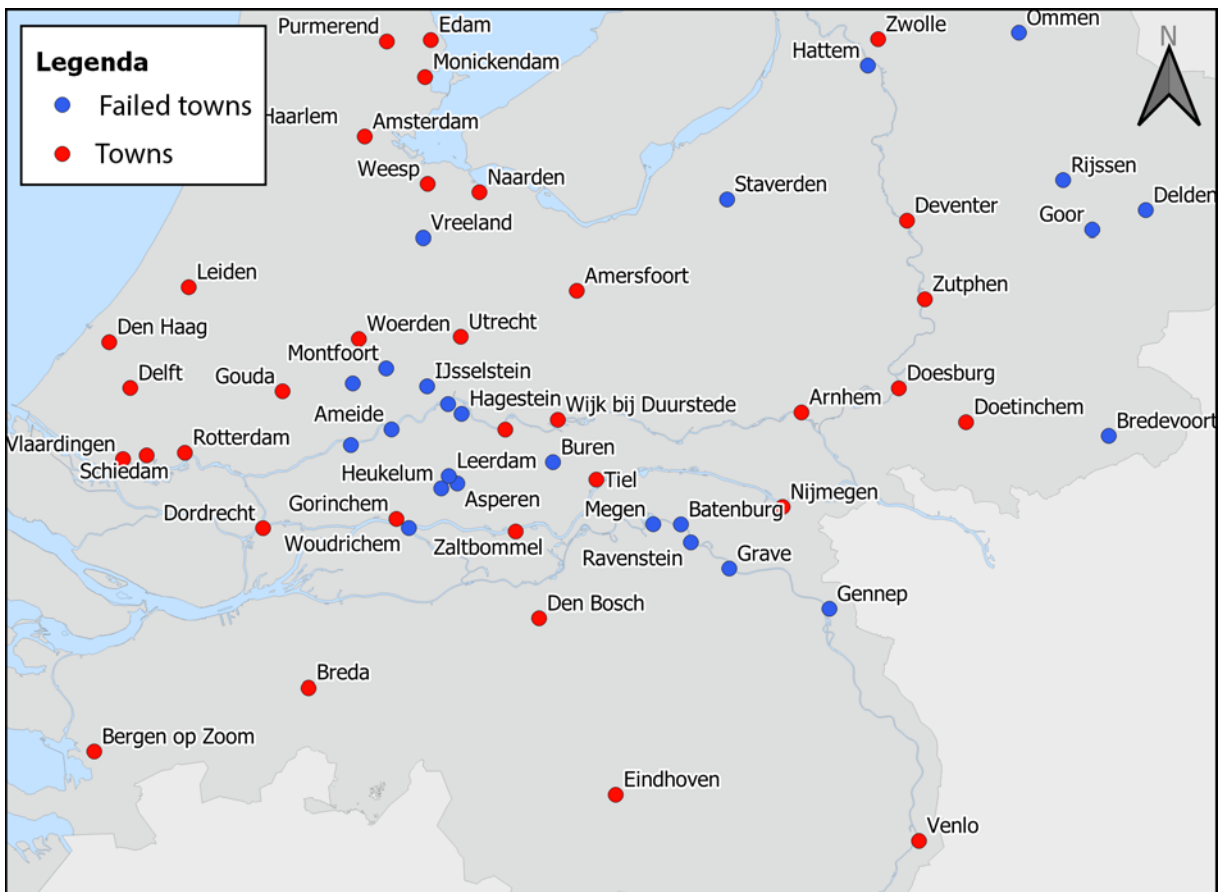 Purmerend
Edam
Zwolle
Ommen
Legenda
Failed towns
Towns
Monickendam
Hattem
N
Haarlem
Amsterdam
Weesp
Naarden
Staverden
Rijssen
Delden
Goor
Deventer
Vreeland
Leiden
Amersfoort
Zutphen
Den Haag
Woerden
Utrecht
Montfoort
Delft
Gouda
IJsselstein
Doesburg
Hagestein
Wijk bij Duurstede
Arnhem
Doetinchem
Ameide
Bredevoort
Vlaardingen
Rotterdam
Schiedam
Buren
Heukelum
Leerdam
Tiel
Asperen
Nijmegen
Gorinchem
Dordrecht
Megen
Batenburg
Woudrichem
Zaltbommel
Ravenstein
Grave
Den Bosch
Gennep
Breda
Bergen op Zoom
Eindhoven
Venlo